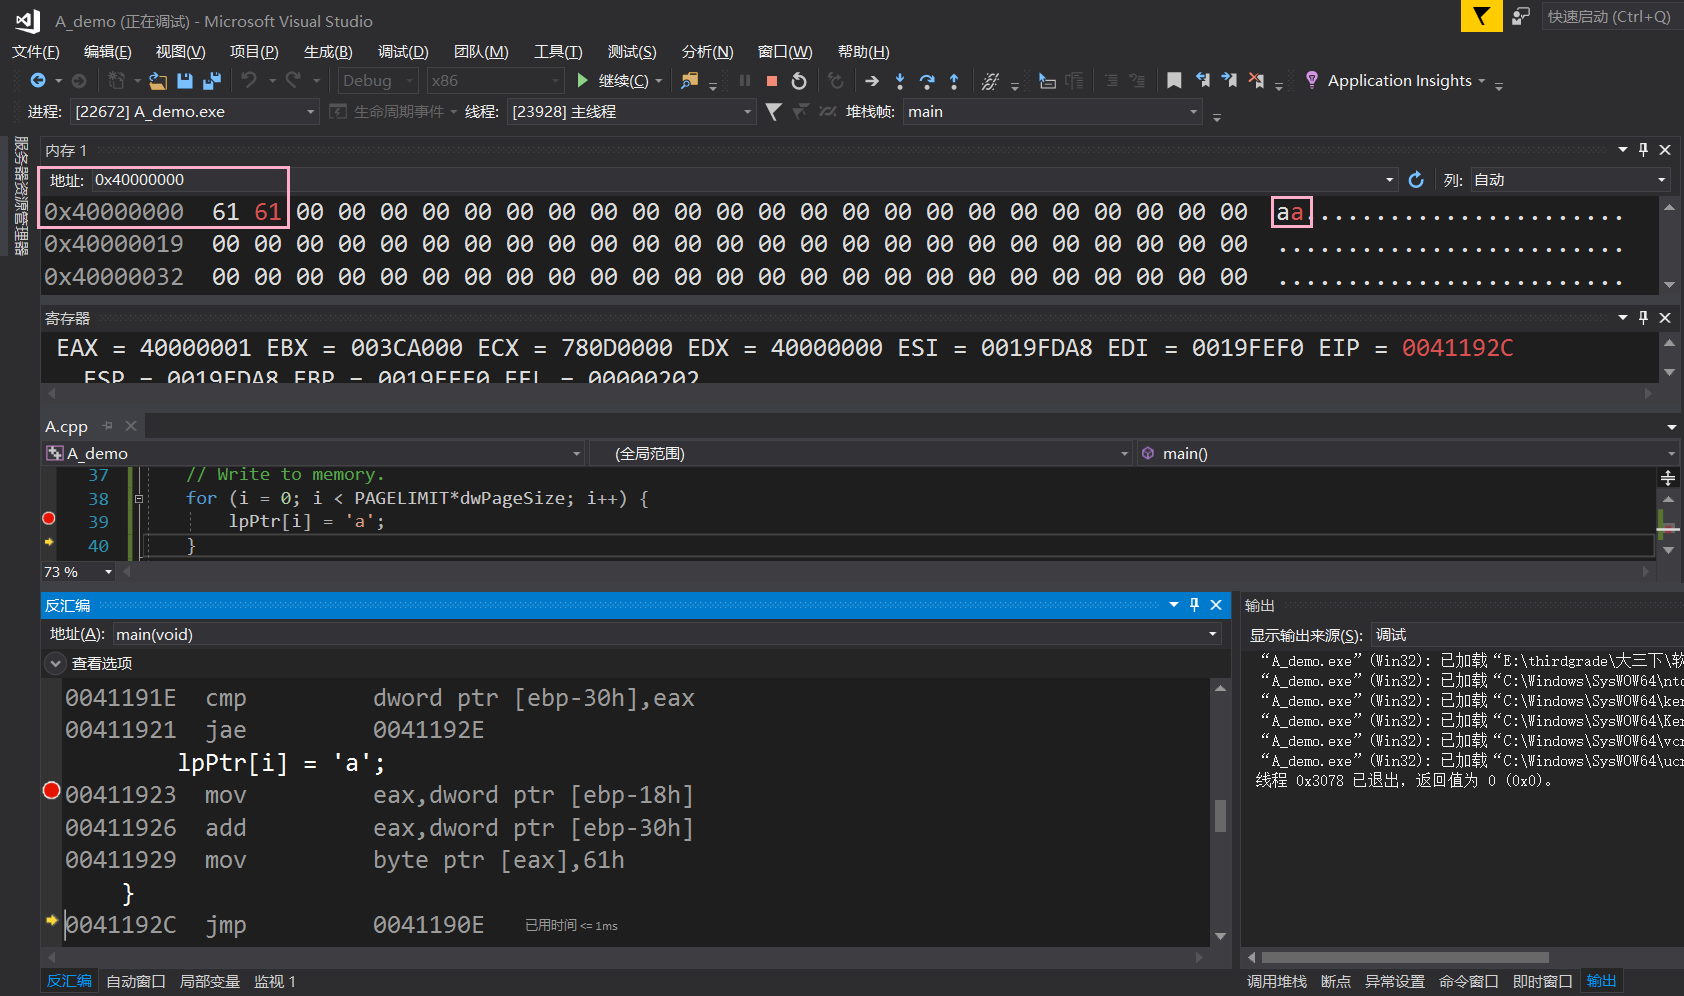 A_demo (正在调试) - Microsoft Visual Studio
快速启动 (Ctrl+Q)
文件(F) 编辑(E) 视图(V) 项目(P) 生成(B) 调试(D) 团队(M) 工具(T) 测试(S) 分析(N) 窗口(W) 帮助(H)
Debug x86 继续(C) Application Insights
进程: [22672] A_demo.exe 生命周期事件 线程: [23928] 主线程 堆栈帧: main
服务器资源管理器
内存 1
地址: 0x40000000 列: 自动
0x40000000 61 61 00 00 00 00 00 00 00 00 00 00 00 00 00 00 00 00 00 00 00 00 00 00 00 aa.......................
0x40000019 00 00 00 00 00 00 00 00 00 00 00 00 00 00 00 00 00 00 00 00 00 00 00 00 00 .........................
0x40000032 00 00 00 00 00 00 00 00 00 00 00 00 00 00 00 00 00 00 00 00 00 00 00 00 00 .........................
寄存器
EAX = 40000001 EBX = 003CA000 ECX = 780D0000 EDX = 40000000 ESI = 0019FDA8 EDI = 0019FEF0 EIP = 0041192C
ESP = 0019FDA8 EBP = 0019FEF0 EFL = 00000202
A.cpp
A_demo (全局范围) main()
37 // Write to memory.
38 for (i = 0; i < PAGELIMIT*dwPageSize; i++) {
39 lpPtr[i] = 'a';
40 }
73 %
反汇编
地址(A): main(void)
查看选项
0041191E cmp dword ptr [ebp-30h],eax
00411921 jae 0041192E
lpPtr[i] = 'a';
00411923 mov eax,dword ptr [ebp-18h]
00411926 add eax,dword ptr [ebp-30h]
00411929 mov byte ptr [eax],61h
}
0041192C jmp 0041190E 已用时间 <= 1ms
反汇编 自动窗口 局部变量 监视 1
输出
显示输出来源(S): 调试
“A_demo.exe” (Win32): 已加载 “E:\thirdgrade\大三下\软
“A_demo.exe” (Win32): 已加载 “C:\Windows\SysWOW64\ntd
“A_demo.exe” (Win32): 已加载 “C:\Windows\SysWOW64\ker
“A_demo.exe” (Win32): 已加载 “C:\Windows\SysWOW64\Ker
“A_demo.exe” (Win32): 已加载 “C:\Windows\SysWOW64\vcr
“A_demo.exe” (Win32): 已加载 “C:\Windows\SysWOW64\ucr
线程 0x3078 已退出，返回值为 0 (0x0)。
调用堆栈 断点 异常设置 命令窗口 即时窗口 输出